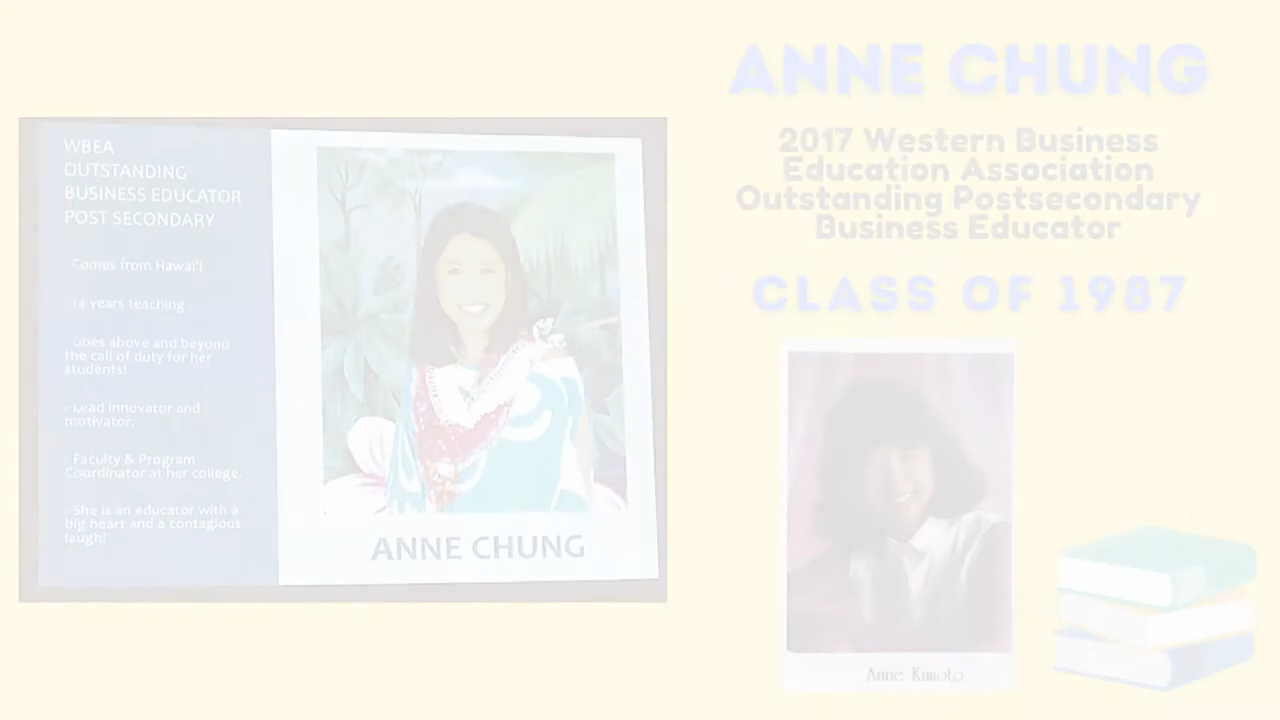 WBEA
OUTSTANDING
BUSINESS EDUCATOR
POST SECONDARY
- Comes from Hawai'i
- 14 years teaching
- Goes above and beyond
the call of duty for her
students!
- Lead innovator and
motivator.
- Faculty & Program
Coordinator at her college.
- She is an educator with a
big heart and a contagious
laugh!
ANNE CHUNG
ANNE CHUNG
2017 Western Business
Education Association
Outstanding Postsecondary
Business Educator
CLASS OF 1987
Anne Kimoto